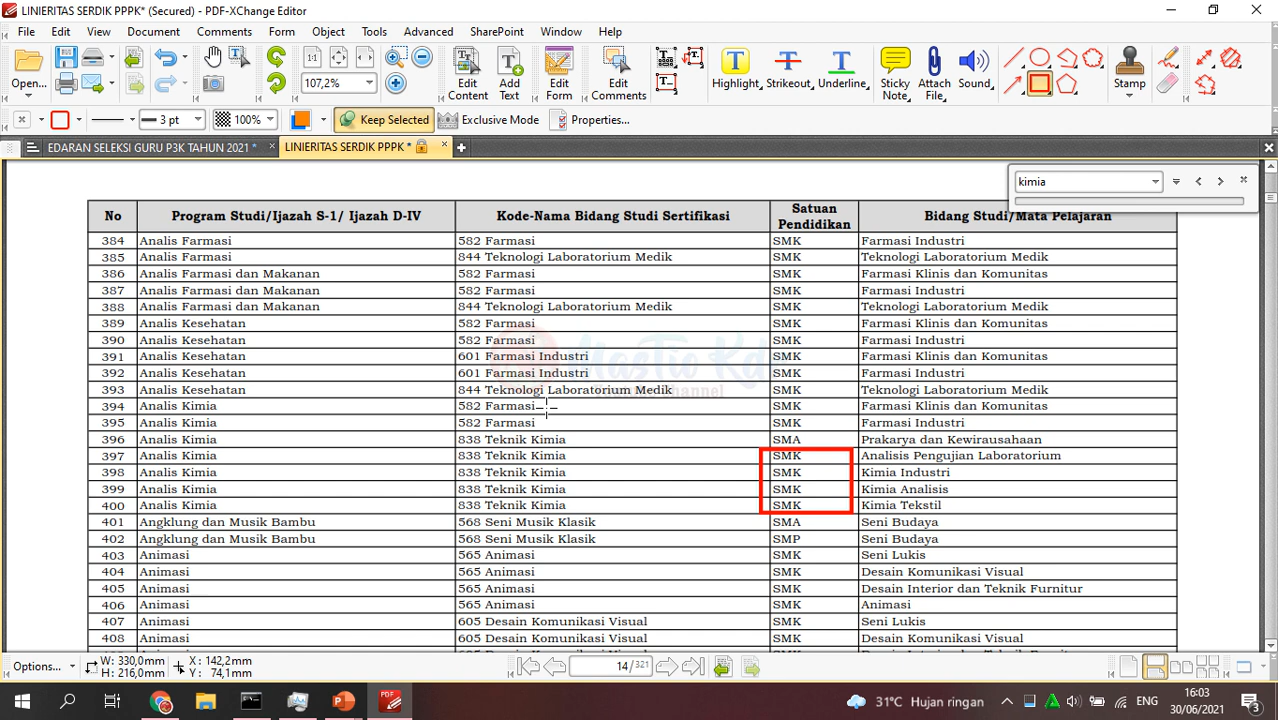 LINIERITAS SERDIK PPPK* (Secured) - PDF-XChange Editor
File Edit View Document Comments Form Object Tools Advanced SharePoint Window Help
Open... 107,2% Edit Content Add Text Edit Form Edit Comments Highlight Strikeout Underline Sticky Note Attach File Sound Stamp
3 pt 100% Keep Selected Exclusive Mode Properties...
EDARAN SELEKSI GURU P3K TAHUN 2021 * LINIERITAS SERDIK PPPK *
kimia
No Program Studi/Ijazah S-1/ Ijazah D-IV Kode-Nama Bidang Studi Sertifikasi Satuan Pendidikan Bidang Studi/Mata Pelajaran
384 Analis Farmasi 582 Farmasi SMK Farmasi Industri
385 Analis Farmasi 844 Teknologi Laboratorium Medik SMK Teknologi Laboratorium Medik
386 Analis Farmasi dan Makanan 582 Farmasi SMK Farmasi Klinis dan Komunitas
387 Analis Farmasi dan Makanan 582 Farmasi SMK Farmasi Industri
388 Analis Farmasi dan Makanan 844 Teknologi Laboratorium Medik SMK Teknologi Laboratorium Medik
389 Analis Kesehatan 582 Farmasi SMK Farmasi Klinis dan Komunitas
390 Analis Kesehatan 582 Farmasi SMK Farmasi Industri
391 Analis Kesehatan 601 Farmasi Industri SMK Farmasi Klinis dan Komunitas
392 Analis Kesehatan 601 Farmasi Industri SMK Farmasi Industri
393 Analis Kesehatan 844 Teknologi Laboratorium Medik SMK Teknologi Laboratorium Medik
394 Analis Kimia 582 Farmasi SMK Farmasi Klinis dan Komunitas
395 Analis Kimia 582 Farmasi SMK Farmasi Industri
396 Analis Kimia 838 Teknik Kimia SMA Prakarya dan Kewirausahaan
397 Analis Kimia 838 Teknik Kimia SMK Analisis Pengujian Laboratorium
398 Analis Kimia 838 Teknik Kimia SMK Kimia Industri
399 Analis Kimia 838 Teknik Kimia SMK Kimia Analisis
400 Analis Kimia 838 Teknik Kimia SMK Kimia Tekstil
401 Angklung dan Musik Bambu 568 Seni Musik Klasik SMA Seni Budaya
402 Angklung dan Musik Bambu 568 Seni Musik Klasik SMP Seni Budaya
403 Animasi 565 Animasi SMK Seni Lukis
404 Animasi 565 Animasi SMK Desain Komunikasi Visual
405 Animasi 565 Animasi SMK Desain Interior dan Teknik Furnitur
406 Animasi 565 Animasi SMK Animasi
407 Animasi 605 Desain Komunikasi Visual SMK Seni Lukis
408 Animasi 605 Desain Komunikasi Visual SMK Desain Komunikasi Visual
MasTic Kd
Channel
Options... W: 330,0mm H: 216,0mm X: 142,2mm Y: 74,1mm 14 / 321
31°C Hujan ringan ENG 16:03 30/06/2021 3